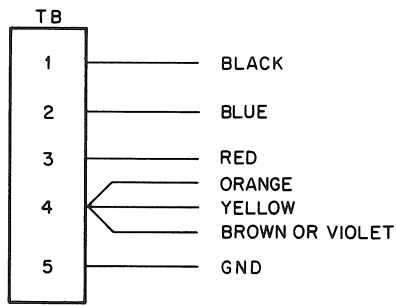 TB
1 BLACK
2 BLUE
3 RED
ORANGE
4 YELLOW
BROWN OR VIOLET
5 GND